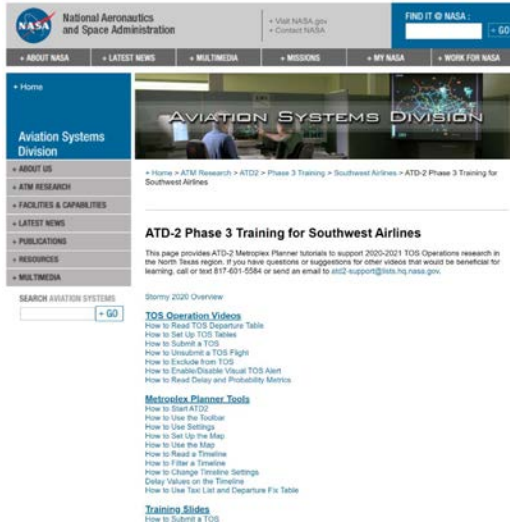 NASA
National Aeronautics
and Space Administration
+ Visit NASA.gov
+ Contact NASA
FIND IT @ NASA :
+ GO
+ ABOUT NASA
+ LATEST NEWS
+ MULTIMEDIA
+ MISSIONS
+ MY NASA
+ WORK FOR NASA
+ Home
Aviation Systems
Division
+ ABOUT US
+ ATM RESEARCH
+ FACILITIES & CAPABILITIES
+ LATEST NEWS
+ PUBLICATIONS
+ RESOURCES
+ MULTIMEDIA
SEARCH AVIATION SYSTEMS
+ GO
AVIATION SYSTEMS DIVISION
+ Home > ATM Research > ATD2 > Phase 3 Training > Southwest Airlines > ATD-2 Phase 3 Training for
Southwest Airlines
ATD-2 Phase 3 Training for Southwest Airlines
This page provides ATD-2 Metroplex Planner tutorials to support 2020-2021 TOS Operations research in
the North Texas region. If you have questions or suggestions for other videos that would be beneficial for
learning, call or text 817-601-5584 or send an email to atd2-support@lists.hq.nasa.gov.
Stormy 2020 Overview
TOS Operation Videos
How to Read TOS Departure Table
How to Set Up TOS Tables
How to Submit a TOS
How to Unsubmit a TOS Flight
How to Exclude from TOS
How to Enable/Disable Visual TOS Alert
How to Read Delay and Probability Metrics
Metroplex Planner Tools
How to Start ATD2
How to Use the Toolbar
How to Use Settings
How to Set Up the Map
How to Use the Map
How to Read a Timeline
How to Filter a Timeline
How to Change Timeline Settings
Delay Values on the Timeline
How to Use Taxi List and Departure Fix Table
Training Slides
How to Submit a TOS